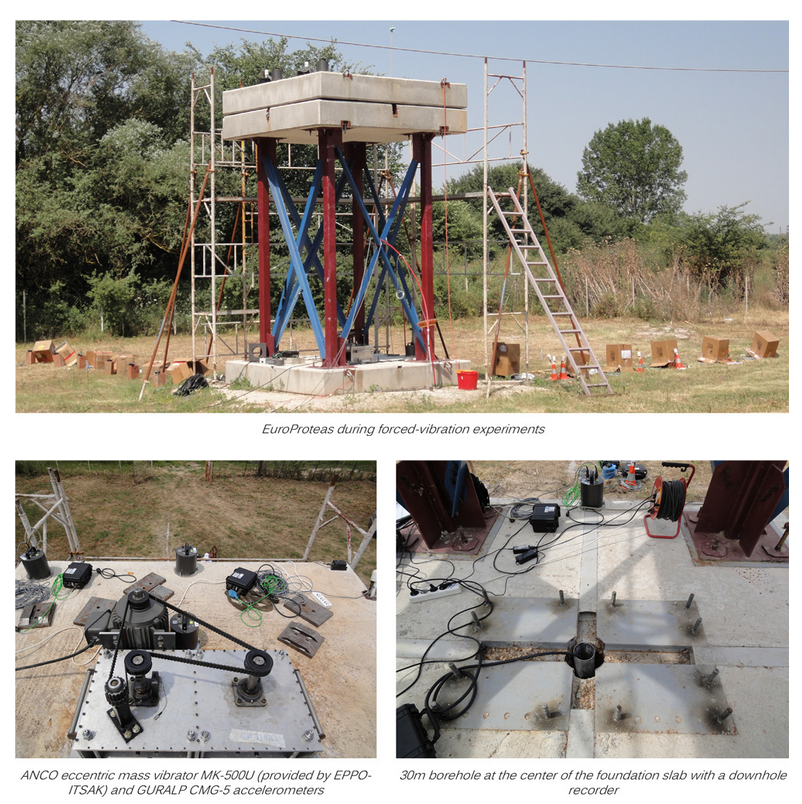 EuroProteas during forced-vibration experiments
ANCO eccentric mass vibrator MK-500U (provided by EPPO-
ITSAK) and GURALP CMG-5 accelerometers
30m borehole at the center of the foundation slab with a downhole
recorder